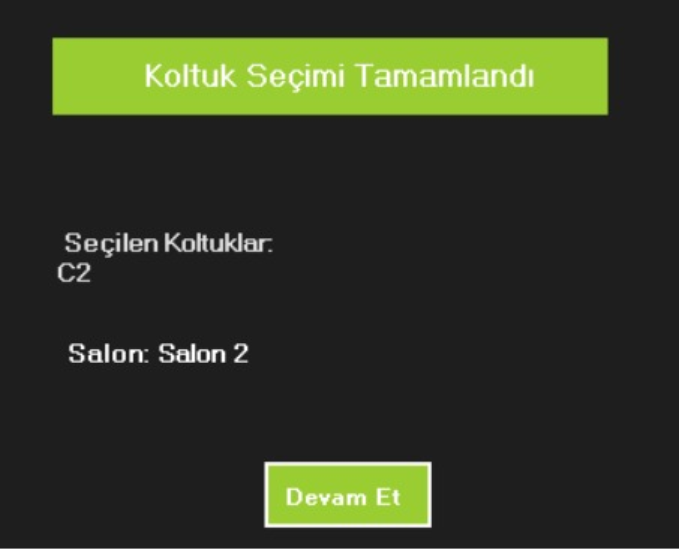 Koltuk Seçimi Tamamlandı
Seçilen Koltuklar:
C2
Salon: Salon 2
Devam Et